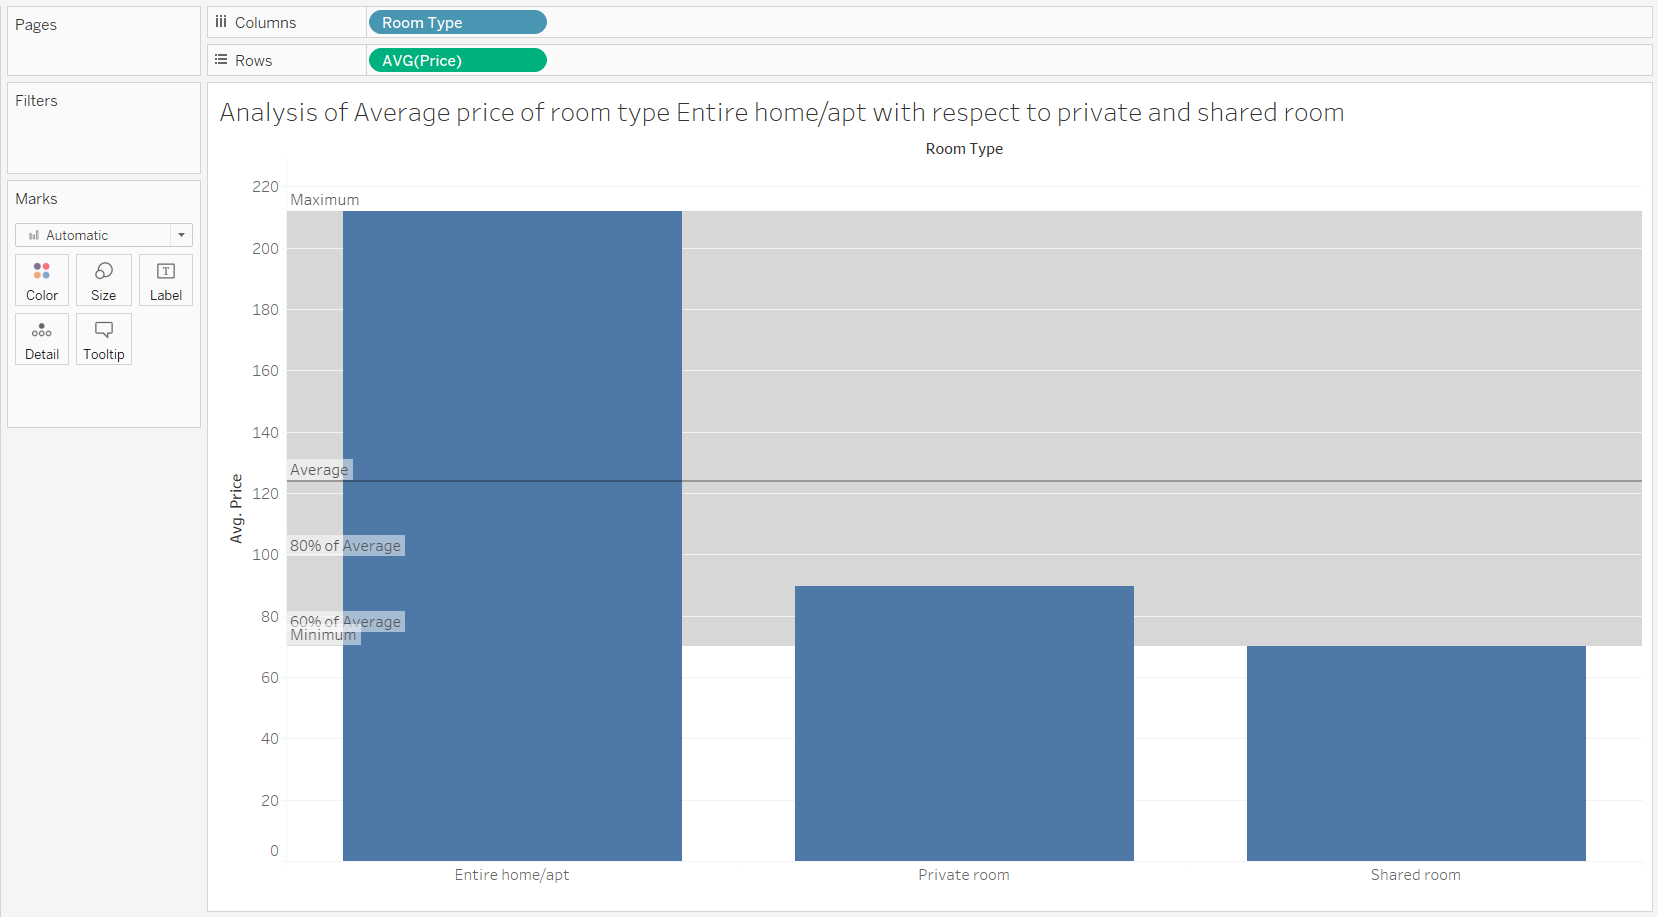 Pages
Columns
Room Type
Rows
AVG(Price)
Filters
Marks
Automatic
Color
Size
T
Label
Detail
Tooltip
Analysis of Average price of room type Entire home/apt with respect to private and shared room
Room Type
Avg. Price
220
200
180
160
140
120
100
80
60
40
20
0
Maximum
Average
80% of Average
60% of Average
Minimum
Entire home/apt
Private room
Shared room